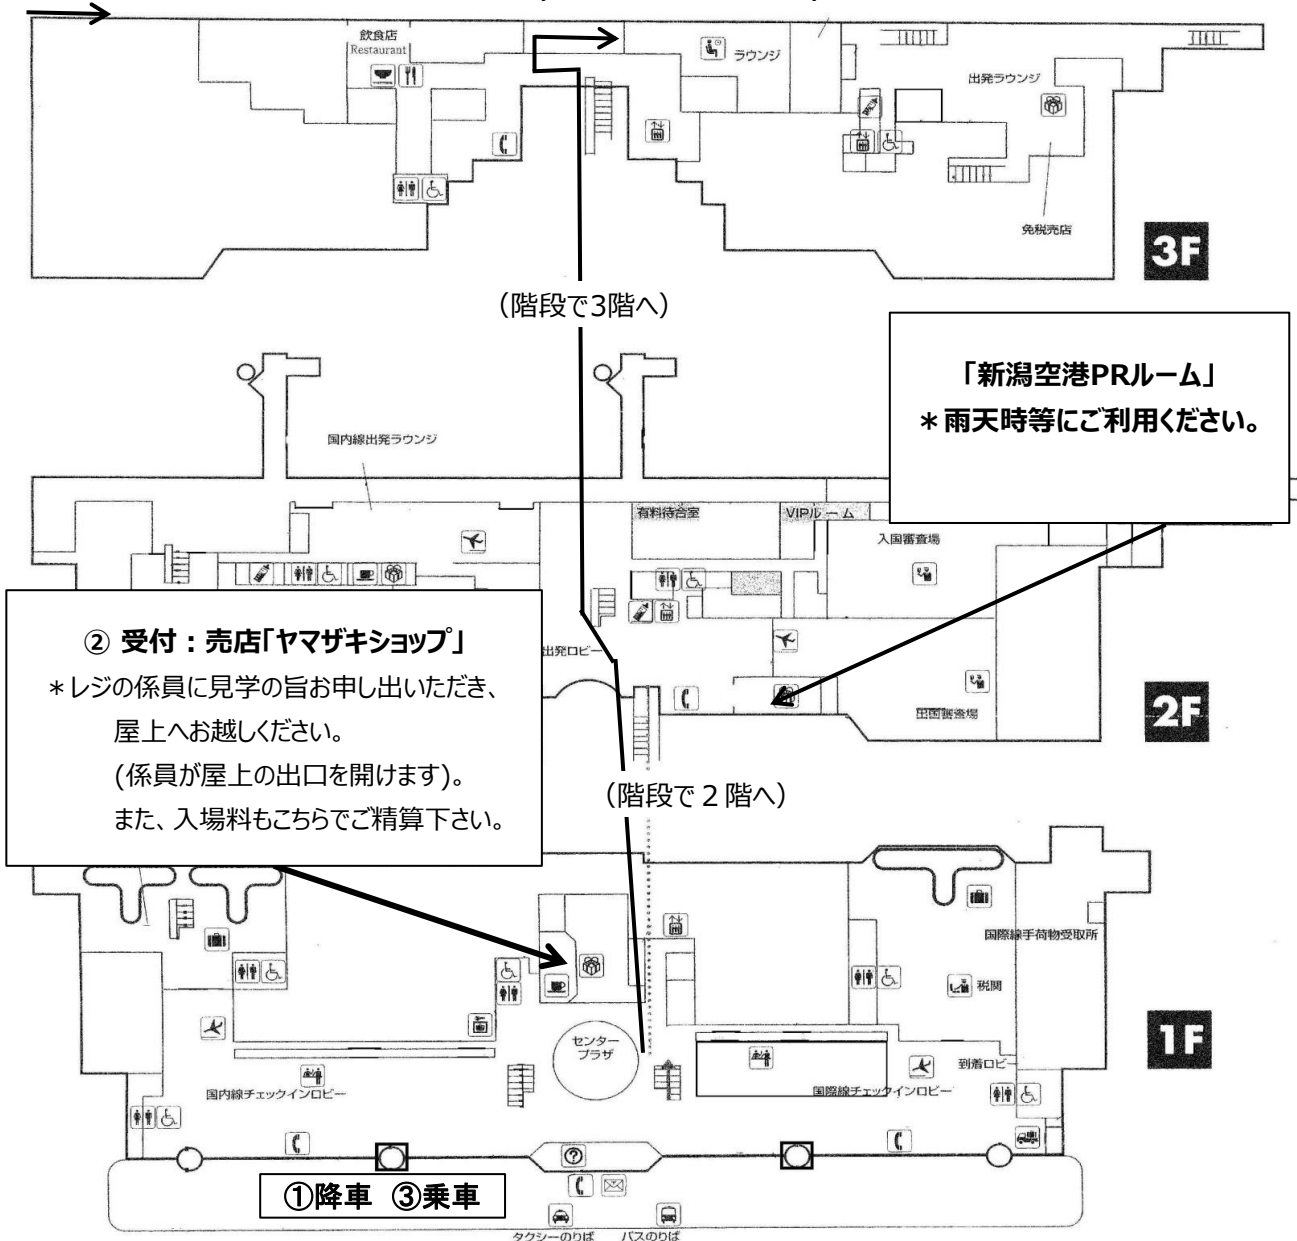 飲食店
Restaurant
ラウンジ
出発ラウンジ
免税売店
3F
（階段で3階へ）
「新潟空港PRルーム」
＊雨天時等にご利用ください。
国内線出発ラウンジ
有料待合室
VIPルーム
入国審査場
② 受付：売店「ヤマザキショップ」
＊レジの係員に見学の旨お申し出いただき、
屋上へお越しください。
(係員が屋上の出口を開けます)。
また、入場料もこちらでご精算下さい。
出発ロビー
出国審査場
2F
（階段で２階へ）
国際線手荷物受取所
税関
センター
プラザ
1F
到着ロビー
国内線チェックインロビー
国際線チェックインロビー
①降車 ③乗車
タクシーのりば
バスのりば